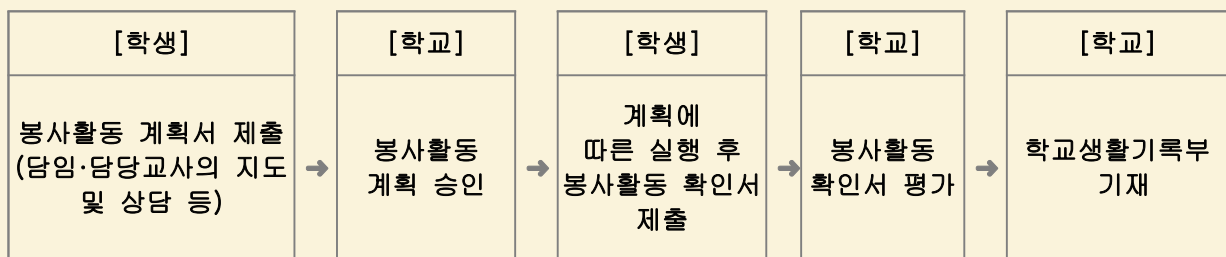 [학생]
봉사활동 계획서 제출
(담임·담당교사의 지도
및 상담 등)
[학교]
봉사활동
계획 승인
[학생]
계획에
따른 실행 후
봉사활동 확인서
제출
[학교]
봉사활동
확인서 평가
[학교]
학교생활기록부
기재